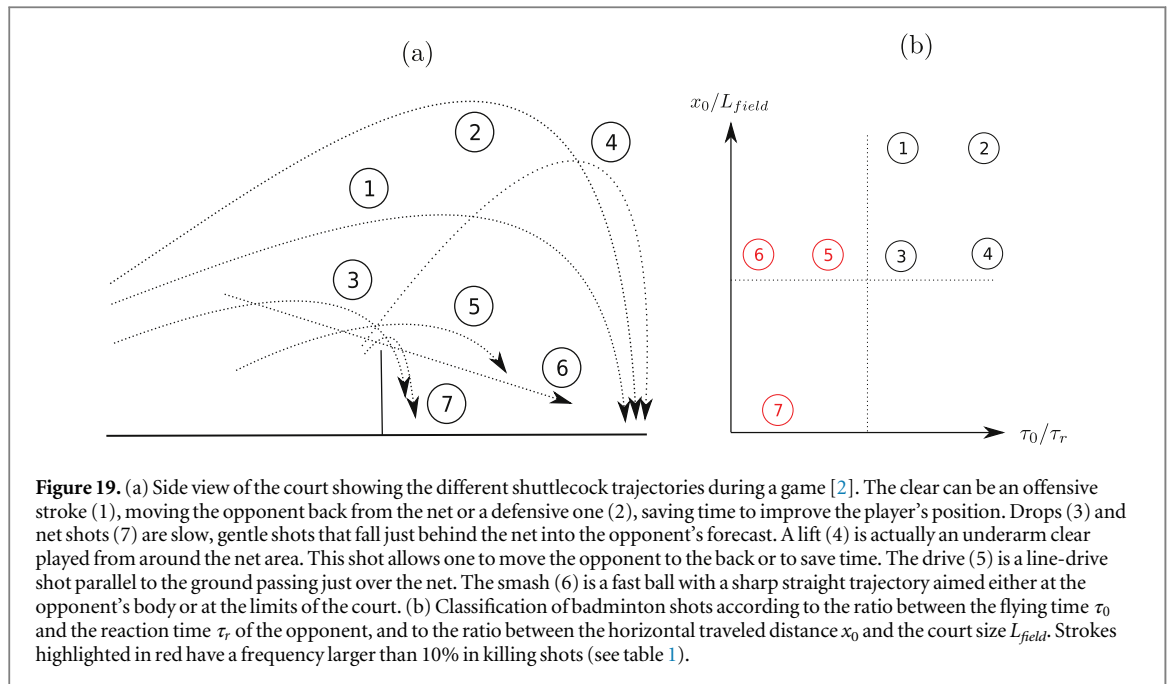 (a)
(b)
x₀/L_field
2
4
1
3
5
6
7
1
2
6
5
3
4
7
τ₀/τᵣ
Figure 19. (a) Side view of the court showing the different shuttlecock trajectories during a game [2]. The clear can be an offensive
stroke (1), moving the opponent back from the net or a defensive one (2), saving time to improve the player's position. Drops (3) and
net shots (7) are slow, gentle shots that fall just behind the net into the opponent's forecast. A lift (4) is actually an underarm clear
played from around the net area. This shot allows one to move the opponent to the back or to save time. The drive (5) is a line-drive
shot parallel to the ground passing just over the net. The smash (6) is a fast ball with a sharp straight trajectory aimed either at the
opponent's body or at the limits of the court. (b) Classification of badminton shots according to the ratio between the flying time τ₀
and the reaction time τᵣ of the opponent, and to the ratio between the horizontal traveled distance x₀ and the court size L_field. Strokes
highlighted in red have a frequency larger than 10% in killing shots (see table 1).